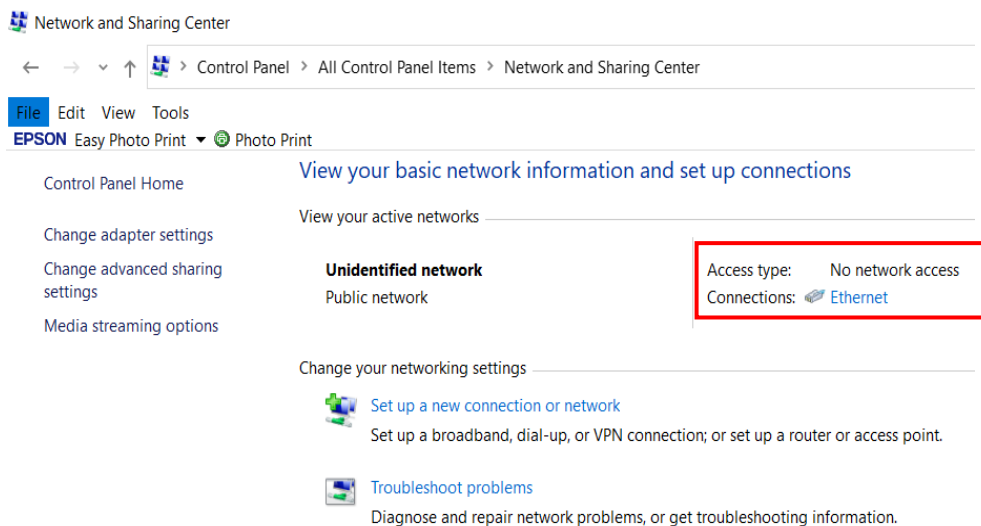 Network and Sharing Center
Control Panel > All Control Panel Items > Network and Sharing Center
File Edit View Tools
EPSON Easy Photo Print Photo Print
Control Panel Home
Change adapter settings
Change advanced sharing
settings
Media streaming options
View your basic network information and set up connections
View your active networks
Unidentified network
Public network
Access type: No network access
Connections: Ethernet
Change your networking settings
Set up a new connection or network
Set up a broadband, dial-up, or VPN connection; or set up a router or access point.
Troubleshoot problems
Diagnose and repair network problems, or get troubleshooting information.